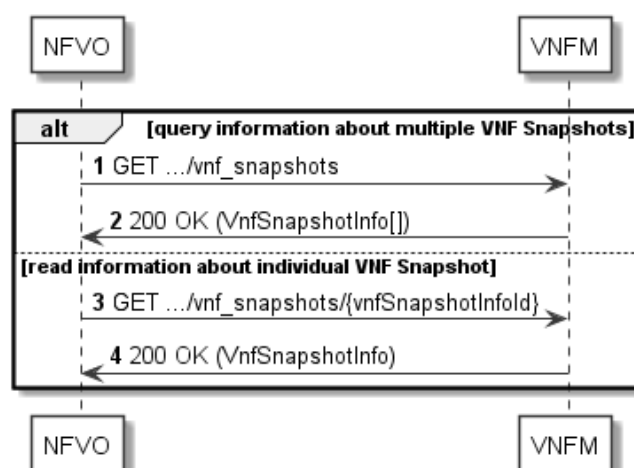 NFVO VNFM
alt [query information about multiple VNF Snapshots]
1 GET .../vnf_snapshots
2 200 OK (VnfSnapshotInfo[])
[read information about individual VNF Snapshot]
3 GET .../vnf_snapshots/{vnfSnapshotInfoId}
4 200 OK (VnfSnapshotInfo)
NFVO VNFM